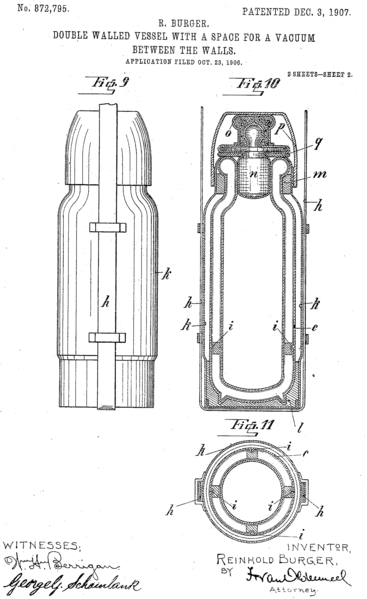 No. 872,795.
PATENTED DEC. 3, 1907.
R. BURGER.
DOUBLE WALLED VESSEL WITH A SPACE FOR A VACUUM
BETWEEN THE WALLS.
APPLICATION FILED OCT. 23, 1906.
2 SHEETS—SHEET 2.
Fig. 9
Fig. 10
o
p
q
n
m
h
k
h
h
k
k
i
i
e
l
Fig. 11
h
i
e
h
i
i
h
i
WITNESSES:
INVENTOR,
REINHOLD BURGER,
BY
Attorney.